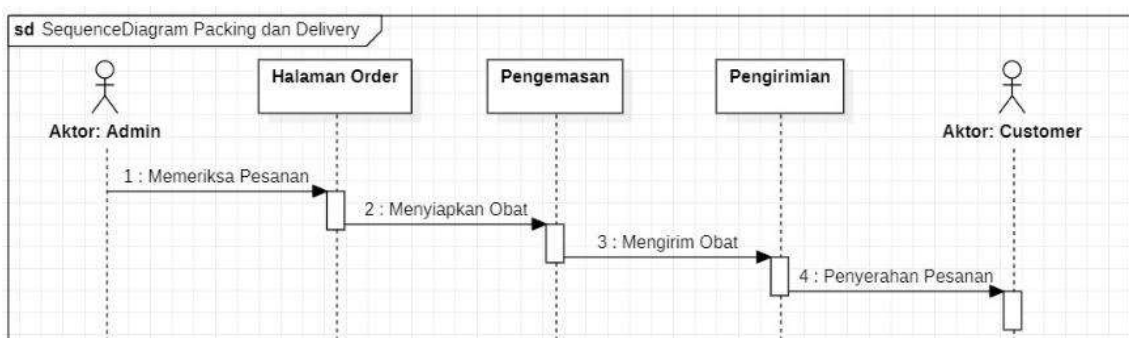 sd SequenceDiagram Packing dan Delivery
Halaman Order
Pengemasan
Pengirimian
Aktor: Admin
Aktor: Customer
1 : Memeriksa Pesanan
2 : Menyiapkan Obat
3 : Mengirim Obat
4 : Penyerahan Pesanan